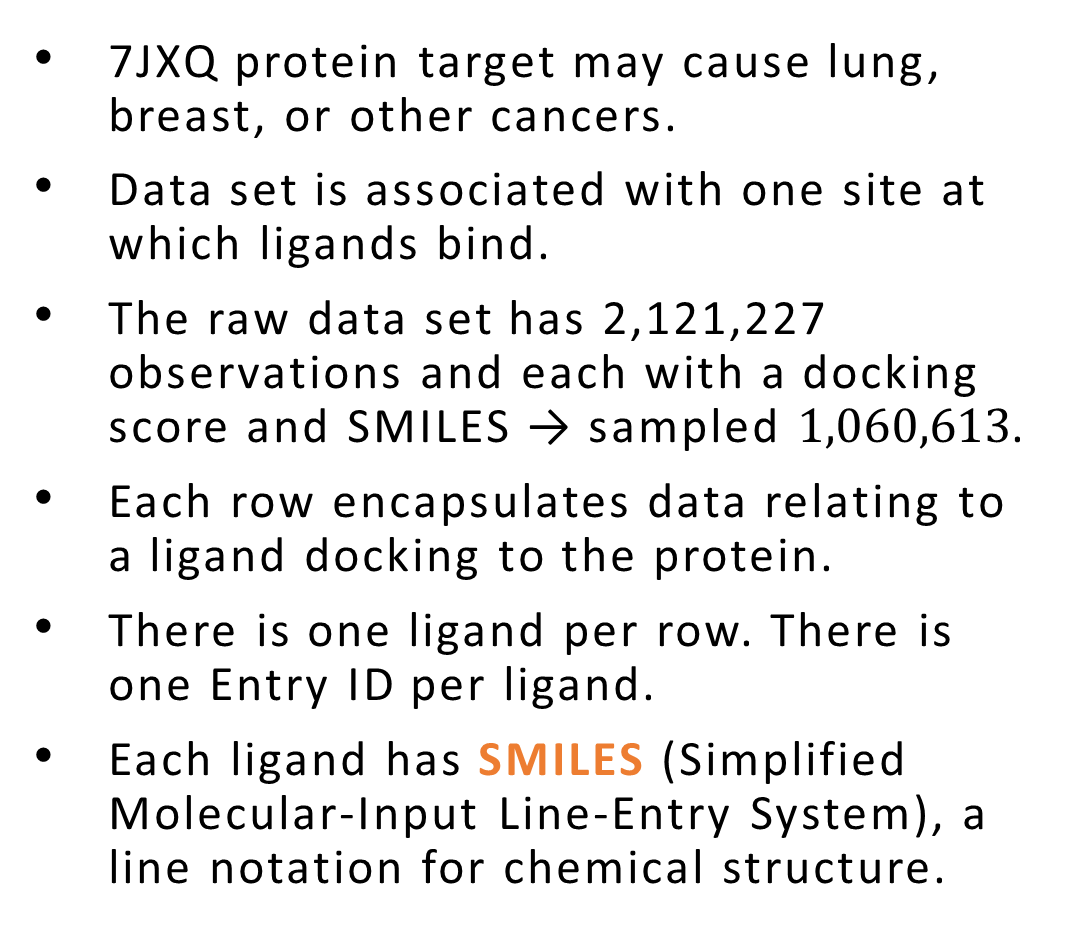 • 7JXQ protein target may cause lung,
breast, or other cancers.
• Data set is associated with one site at
which ligands bind.
• The raw data set has 2,121,227
observations and each with a docking
score and SMILES → sampled 1,060,613.
• Each row encapsulates data relating to
a ligand docking to the protein.
• There is one ligand per row. There is
one Entry ID per ligand.
• Each ligand has SMILES (Simplified
Molecular-Input Line-Entry System), a
line notation for chemical structure.